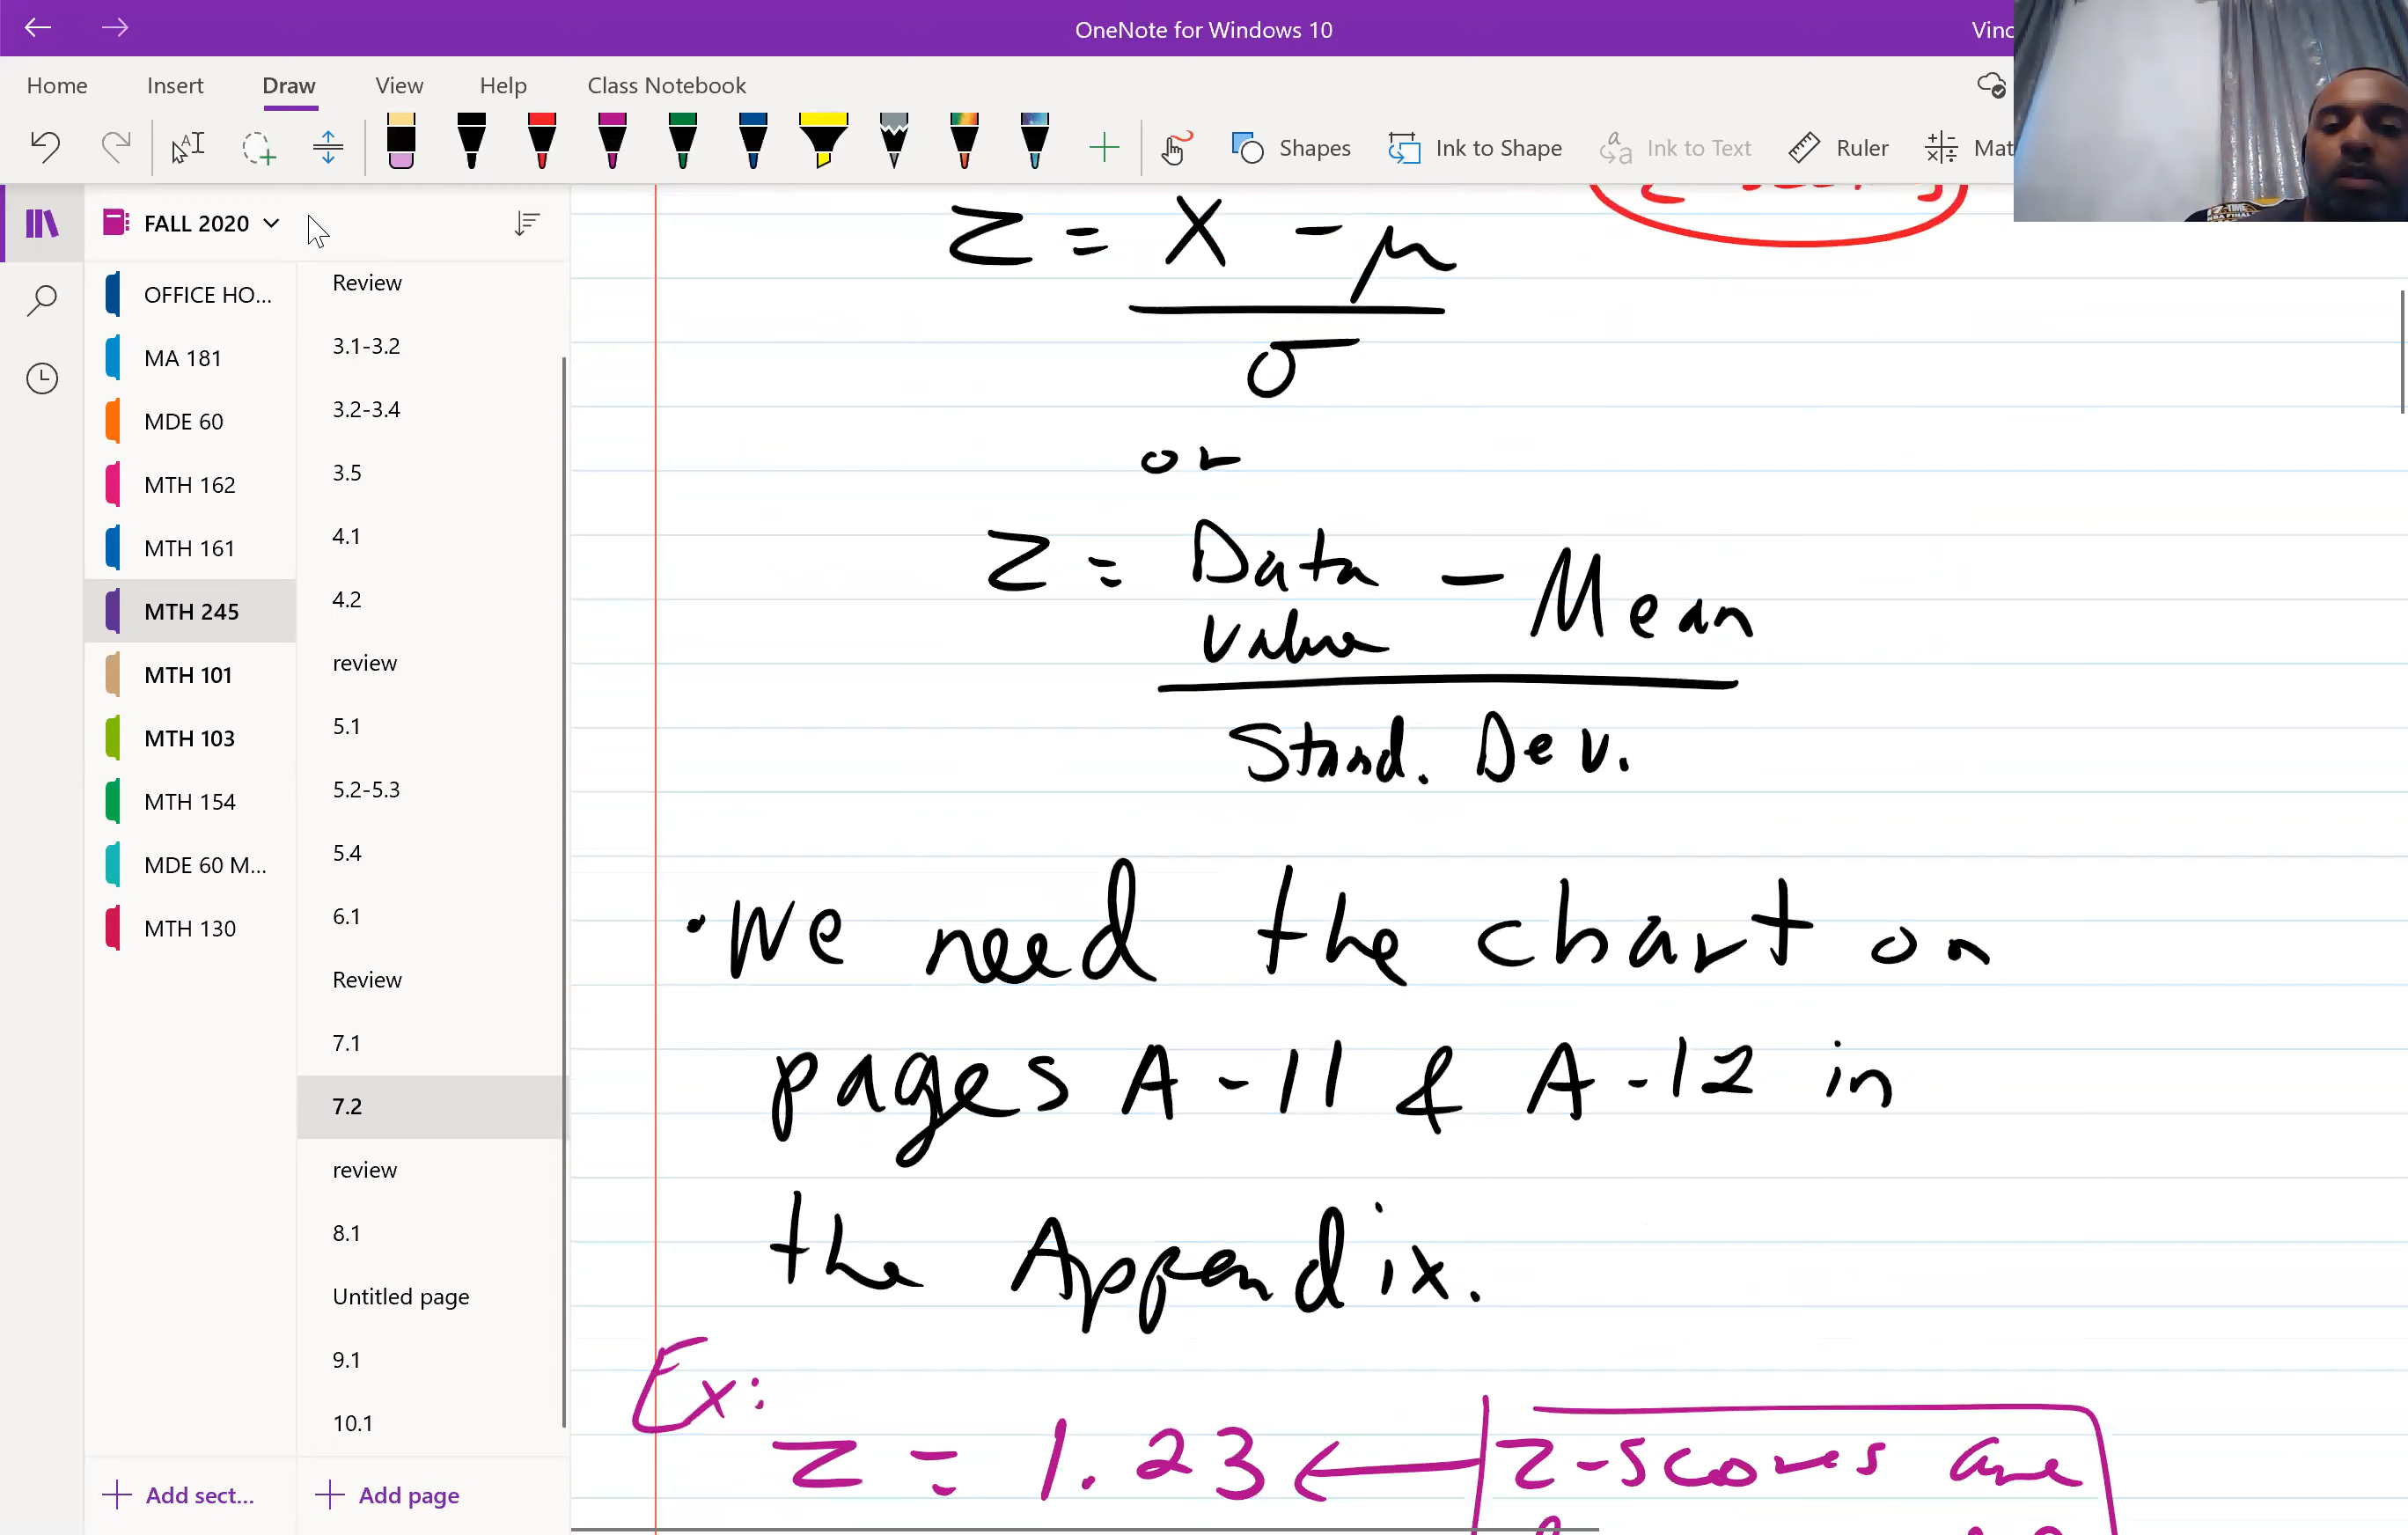 OneNote for Windows 10
Vinc
Home Insert Draw View Help Class Notebook
Shapes Ink to Shape Ink to Text Ruler Mat
FALL 2020
OFFICE HO...
MA 181
MDE 60
MTH 162
MTH 161
MTH 245
MTH 101
MTH 103
MTH 154
MDE 60 M...
MTH 130
Add sect...
Review
3.1-3.2
3.2-3.4
3.5
4.1
4.2
review
5.1
5.2-5.3
5.4
6.1
Review
7.1
7.2
review
8.1
Untitled page
9.1
10.1
Add page
z = x - μ
σ
or
z = Data - Mean
Value
Stand. Dev.
• We need the chart on
pages A-11 & A-12 in
the Appendix.
Ex:
z = 1.23 ← z-scores are